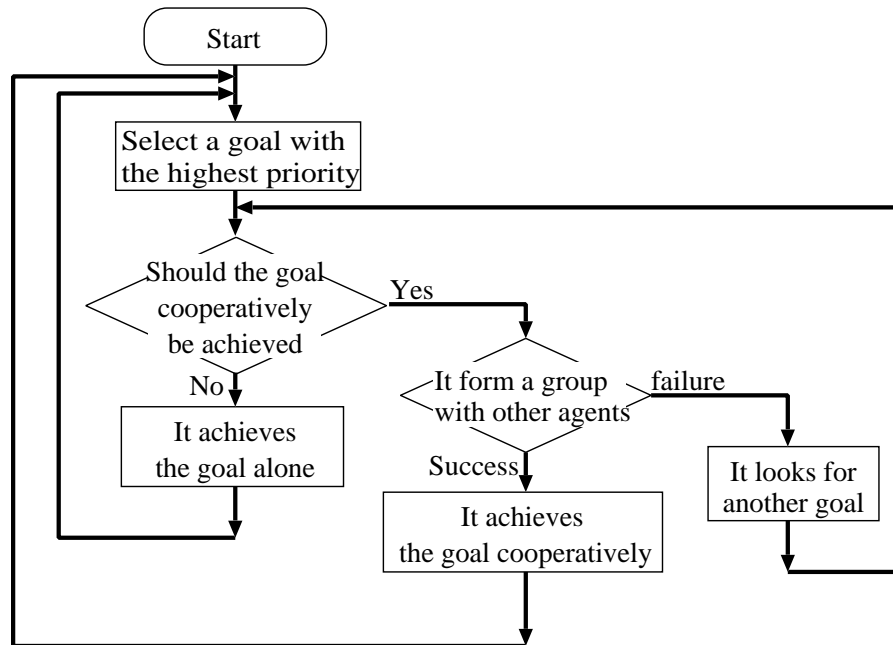 Start
Select a goal with
the highest priority
Should the goal
cooperatively
be achieved
Yes
No
It form a group
with other agents
failure
It achieves
the goal alone
Success
It looks for
another goal
It achieves
the goal cooperatively